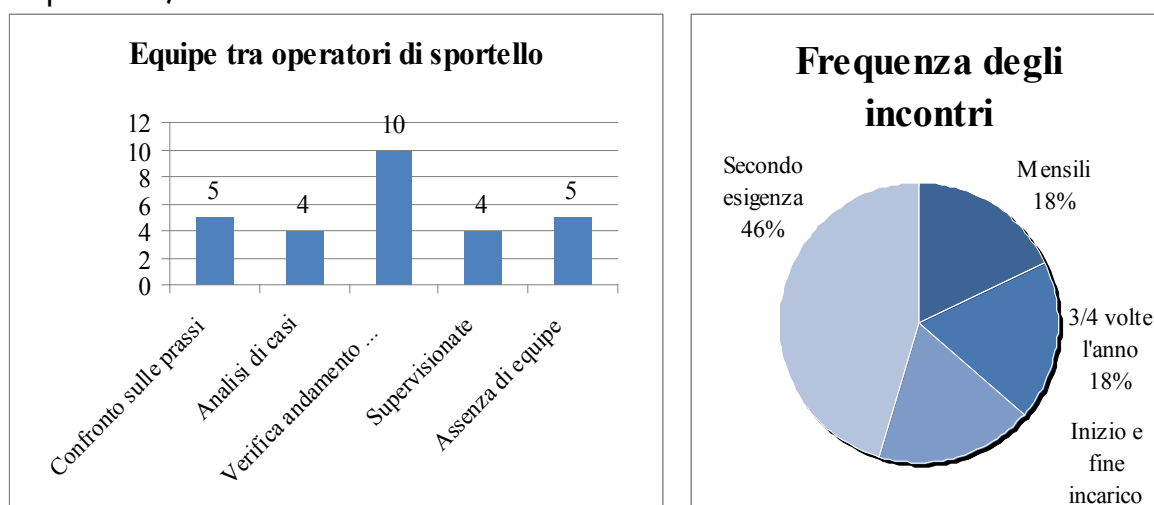 Equipe tra operatori di sportello
12
10
8
6
4
2
0
5
4
10
4
5
Confronto sulle prassi
Analisi di casi
Verifica andamento ...
Supervisionate
Assenza di equipe
Frequenza degli
incontri
Secondo
esigenza
46%
Mensili
18%
3/4 volte
l'anno
18%
Inizio e
fine
incarico